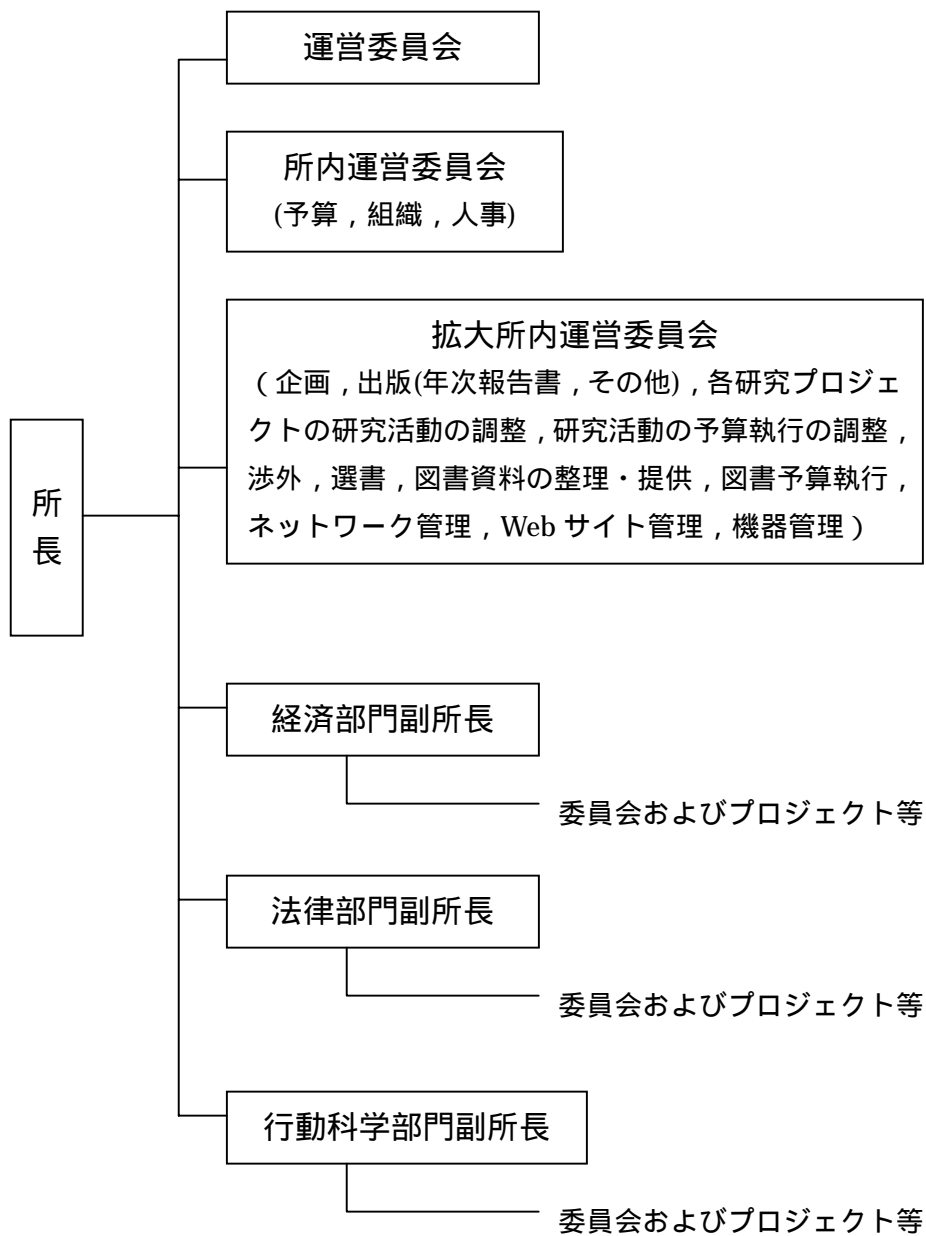 運営委員会
所内運営委員会
(予算，組織，人事)
拡大所内運営委員会
（企画，出版(年次報告書，その他)，各研究プロジェ
クトの研究活動の調整，研究活動の予算執行の調整，
渉外，選書，図書資料の整理・提供，図書予算執行，
ネットワーク管理，Web サイト管理，機器管理）
所
長
経済部門副所長
委員会およびプロジェクト等
法律部門副所長
委員会およびプロジェクト等
行動科学部門副所長
委員会およびプロジェクト等